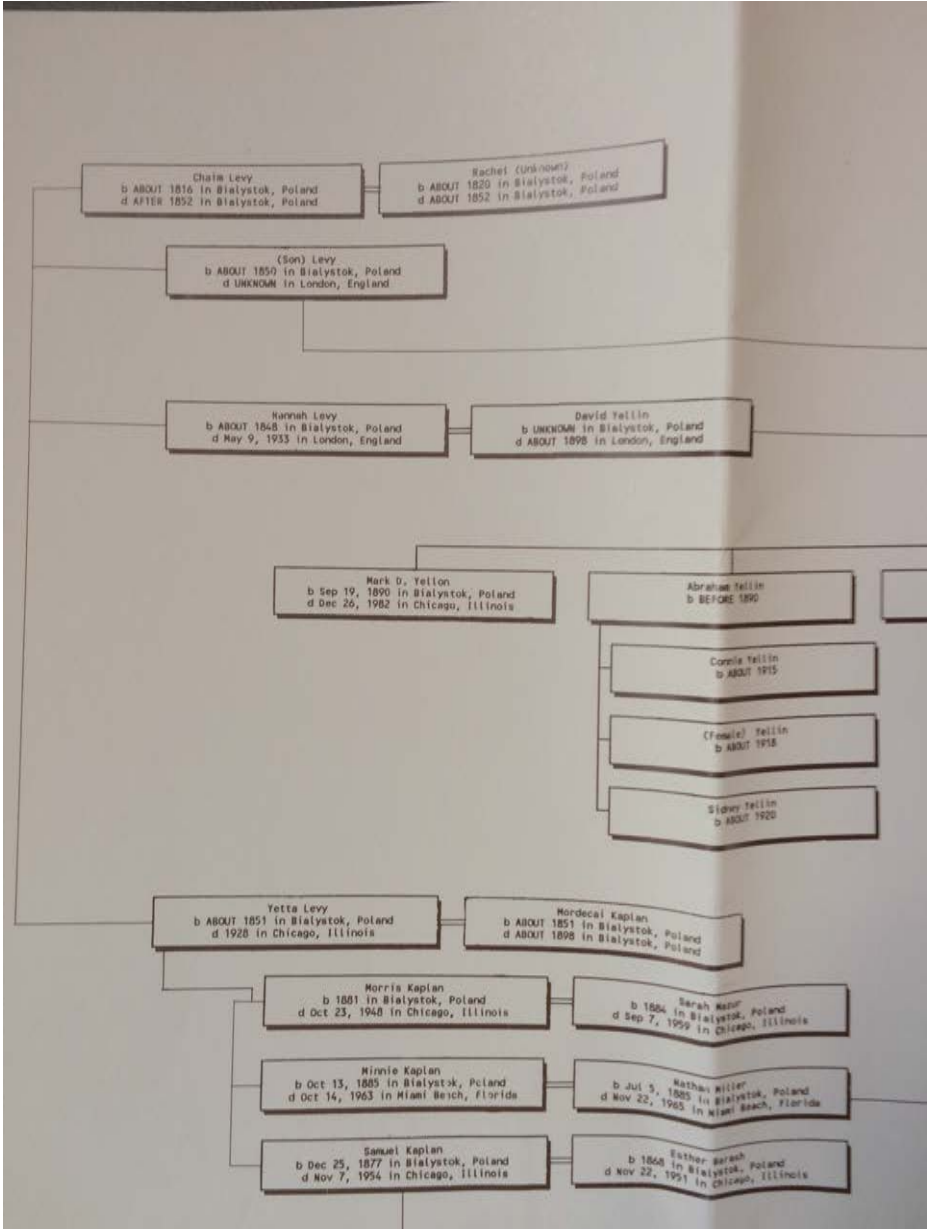 Chaim Levy
b ABOUT 1816 in Bialystok, Poland
d AFTER 1852 in Bialystok, Poland
Rachel (Unknown)
b ABOUT 1820 in Bialystok, Poland
d ABOUT 1852 in Bialystok, Poland
(Son) Levy
b ABOUT 1850 in Bialystok, Poland
d UNKNOWN in London, England
Hannah Levy
b ABOUT 1848 in Bialystok, Poland
d May 9, 1933 in London, England
David Yellin
b UNKNOWN in Bialystok, Poland
d ABOUT 1898 in London, England
Mark D. Yellon
b Sep 19, 1890 in Bialystok, Poland
d Dec 26, 1982 in Chicago, Illinois
Abraham Yellin
b BEFORE 1890
Connie Yellin
b ABOUT 1915
(Female) Yellin
b ABOUT 1918
Sidney Yellin
b ABOUT 1920
Yetta Levy
b ABOUT 1851 in Bialystok, Poland
d 1928 in Chicago, Illinois
Mordecai Kaplan
b ABOUT 1851 in Bialystok, Poland
d ABOUT 1898 in Bialystok, Poland
Morris Kaplan
b 1881 in Bialystok, Poland
d Oct 23, 1948 in Chicago, Illinois
Sarah Mazur
b 1884 in Bialystok, Poland
d Sep 7, 1959 in Chicago, Illinois
Minnie Kaplan
b Oct 13, 1885 in Bialystok, Poland
d Oct 14, 1963 in Miami Beach, Florida
Nathan Miller
b Jul 5, 1885 in Bialystok, Poland
d Nov 22, 1965 in Miami Beach, Florida
Samuel Kaplan
b Dec 25, 1877 in Bialystok, Poland
d Nov 7, 1954 in Chicago, Illinois
Esther Barach
b 1868 in Bialystok, Poland
d Nov 22, 1951 in Chicago, Illinois